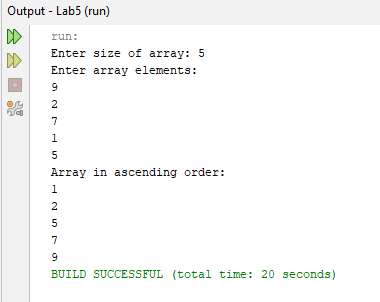 Output - Lab5 (run)
run:
Enter size of array: 5
Enter array elements:
9
2
7
1
5
Array in ascending order:
1
2
5
7
9
BUILD SUCCESSFUL (total time: 20 seconds)